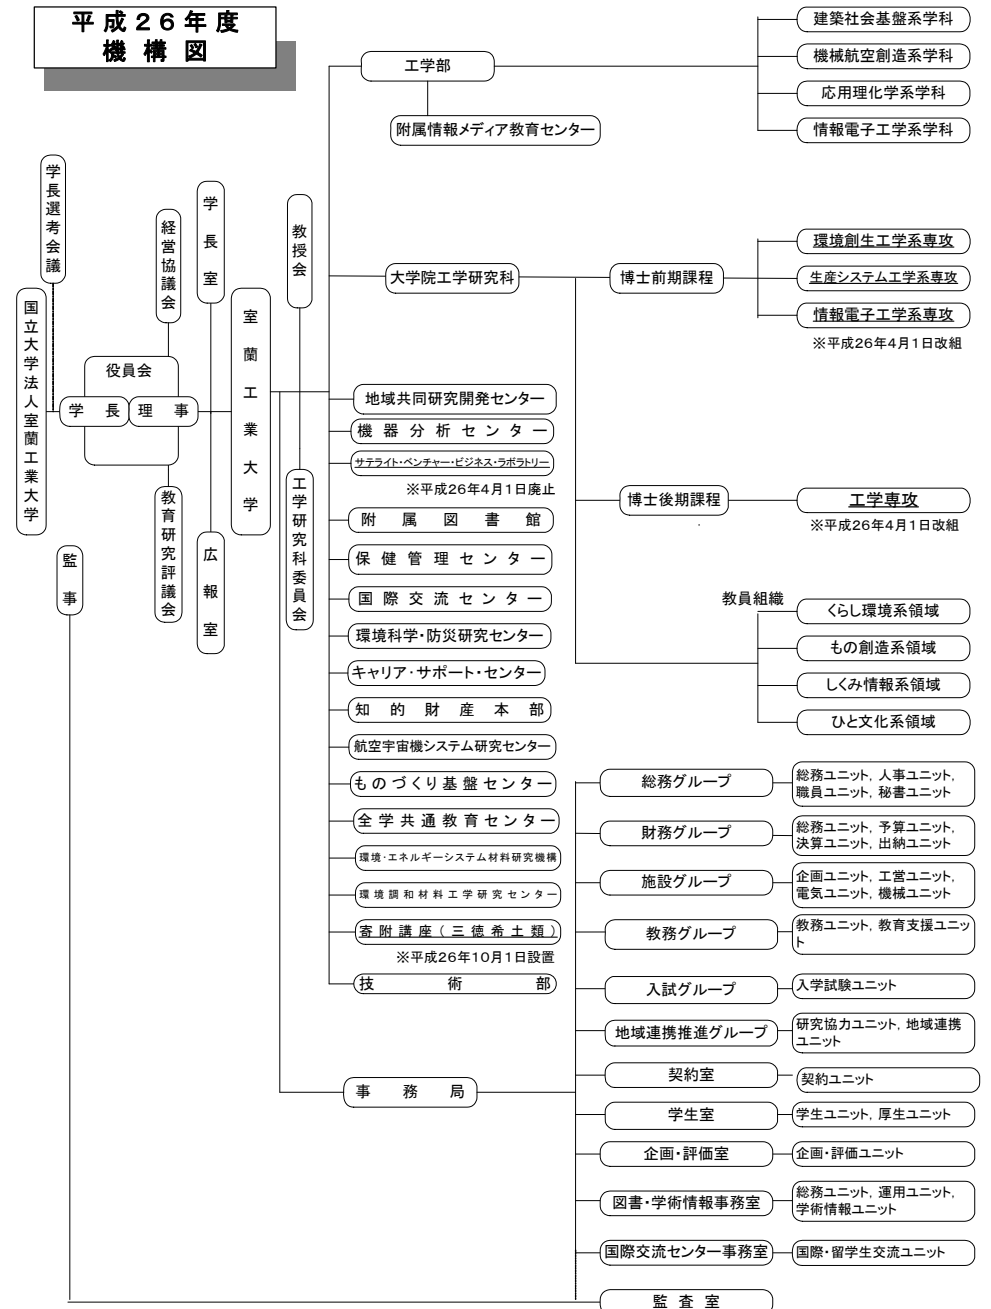 平成26年度
機構図
学長選考会議
国立大学法人室蘭工業大学
監事
経営協議会
役員会
学長
理事
教育研究評議会
学長室
広報室
室蘭工業大学
教授会
工学研究科委員会
工学部
附属情報メディア教育センター
建築社会基盤系学科
機械航空創造系学科
応用理化学系学科
情報電子工学系学科
大学院工学研究科
博士前期課程
環境創生工学系専攻
生産システム工学系専攻
情報電子工学系専攻
※平成26年4月1日改組
博士後期課程
工学専攻
※平成26年4月1日改組
教員組織
くらし環境系領域
もの創造系領域
しくみ情報系領域
ひと文化系領域
地域共同研究開発センター
機器分析センター
サテライト・ベンチャー・ビジネス・ラボラトリー
※平成26年4月1日廃止
附属図書館
保健管理センター
国際交流センター
環境科学・防災研究センター
キャリア・サポート・センター
知的財産本部
航空宇宙機システム研究センター
ものづくり基盤センター
全学共通教育センター
環境・エネルギーシステム材料研究機構
環境調和材料工学研究センター
寄附講座(三徳希土類)
※平成26年10月1日設置
技術部
事務局
総務グループ
総務ユニット, 人事ユニット,
職員ユニット, 秘書ユニット
財務グループ
総務ユニット, 予算ユニット,
決算ユニット, 出納ユニット
施設グループ
企画ユニット, 工営ユニット,
電気ユニット, 機械ユニット
教務グループ
教務ユニット, 教育支援ユニッ
ト
入試グループ
入学試験ユニット
地域連携推進グループ
研究協力ユニット, 地域連携
ユニット
契約室
契約ユニット
学生室
学生ユニット, 厚生ユニット
企画・評価室
企画・評価ユニット
図書・学術情報事務室
総務ユニット, 運用ユニット,
学術情報ユニット
国際交流センター事務室
国際・留学生交流ユニット
監査室